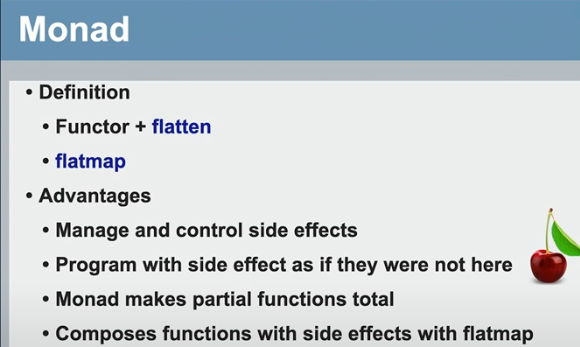 Monad
• Definition
• Functor + flatten
• flatmap
• Advantages
• Manage and control side effects
• Program with side effect as if they were not here
• Monad makes partial functions total
• Composes functions with side effects with flatmap